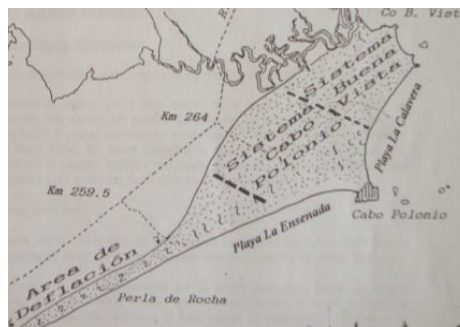 Co B. Vist
Sistema
Buena
Vista
Km 264
Sistema
Cabo
Polonio
Playa La Calavera
Km 259.5
Cabo Polonio
Playa La Ensenada
Area de
Deflación
Perla de Rocha